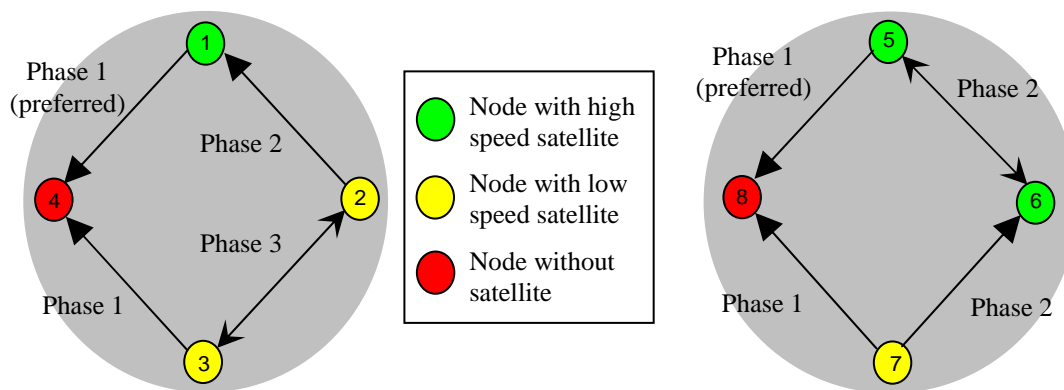 1
Phase 1
(preferred)
Phase 2
4
2
Phase 3
Phase 1
3
Node with high
speed satellite
Node with low
speed satellite
Node without
satellite
5
Phase 1
(preferred)
Phase 2
8
6
Phase 1
Phase 2
7